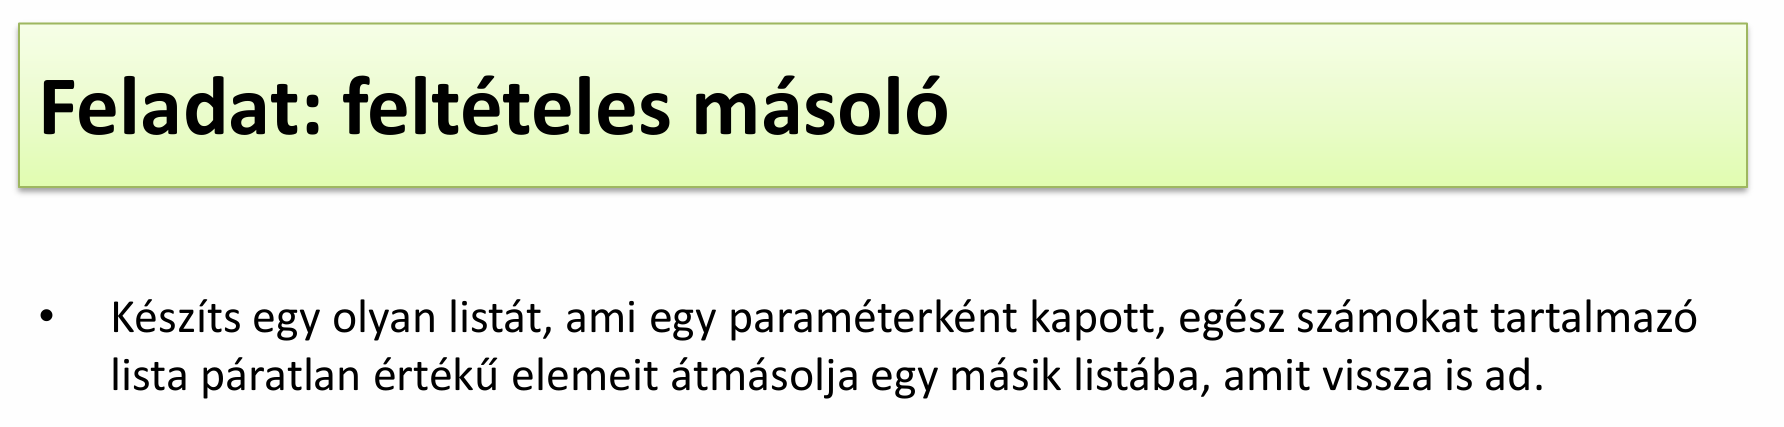 Feladat: feltételes másoló
• Készíts egy olyan listát, ami egy paraméterként kapott, egész számokat tartalmazó
lista páratlan értékű elemeit átmásolja egy másik listába, amit vissza is ad.